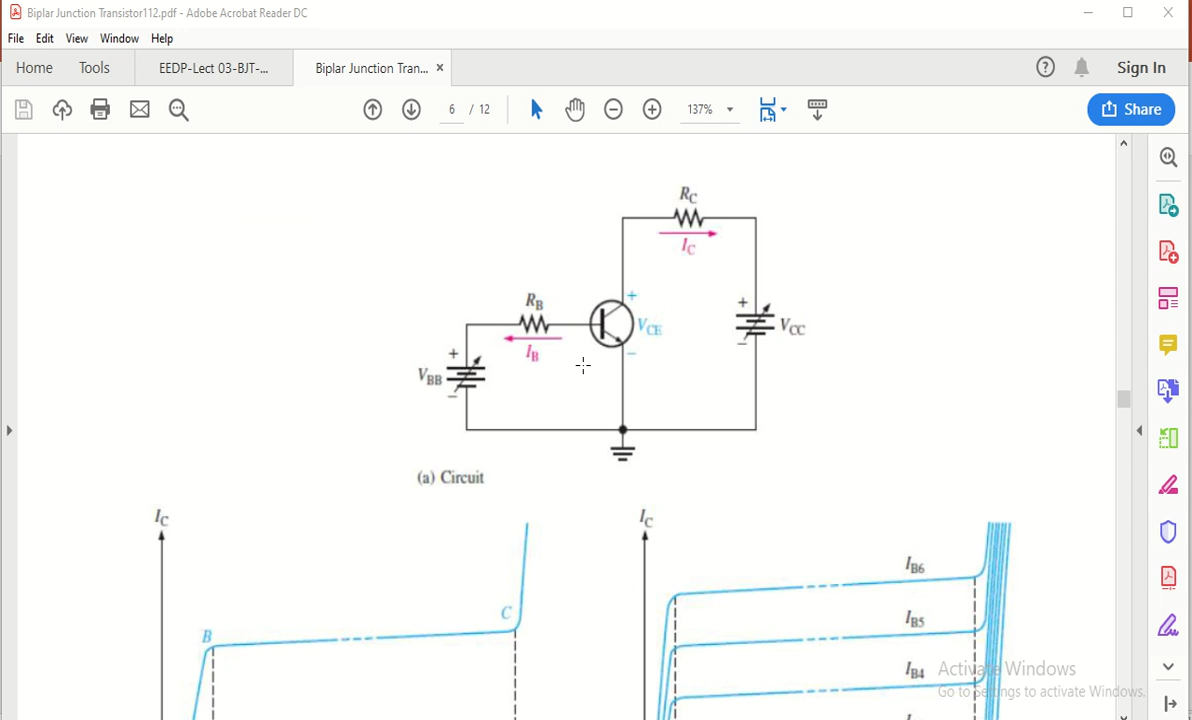 Biplar Junction Transistor112.pdf - Adobe Acrobat Reader DC
File Edit View Window Help
Home Tools EEDP-Lect 03-BJT-... Biplar Junction Tran... × Sign In
6 / 12 137% Share
RC
IC
RB
+
VCE
−
IB
+
VCC
−
+
VBB
−
(a) Circuit
IC
IC
IB6
C
IB5
B
IB4
Activate Windows
Go to Settings to activate Windows.